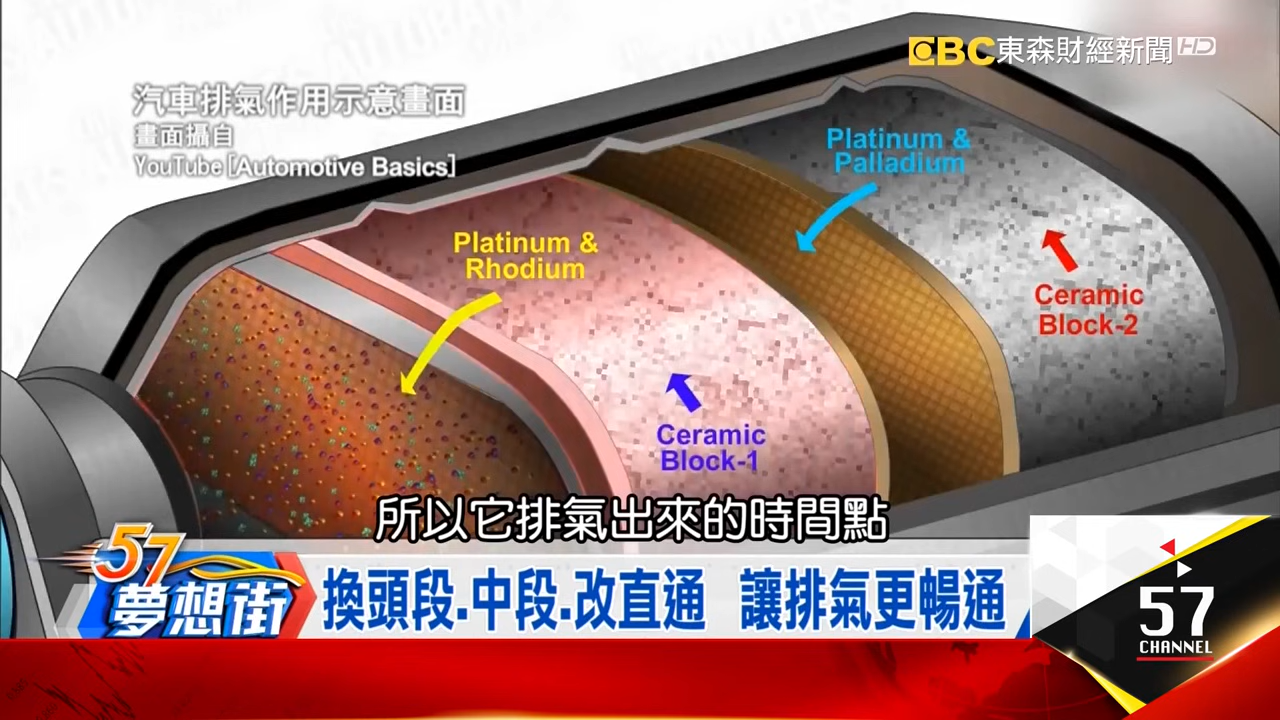 EBC東森財經新聞HD
汽車排氣作用示意畫面
畫面攝自
YouTube [Automotive Basics]
Platinum &
Palladium
Platinum &
Rhodium
Ceramic
Block-2
Ceramic
Block-1
所以它排氣出來的時間點
57
夢想街
換頭段.中段.改直通 讓排氣更暢通
57
CHANNEL